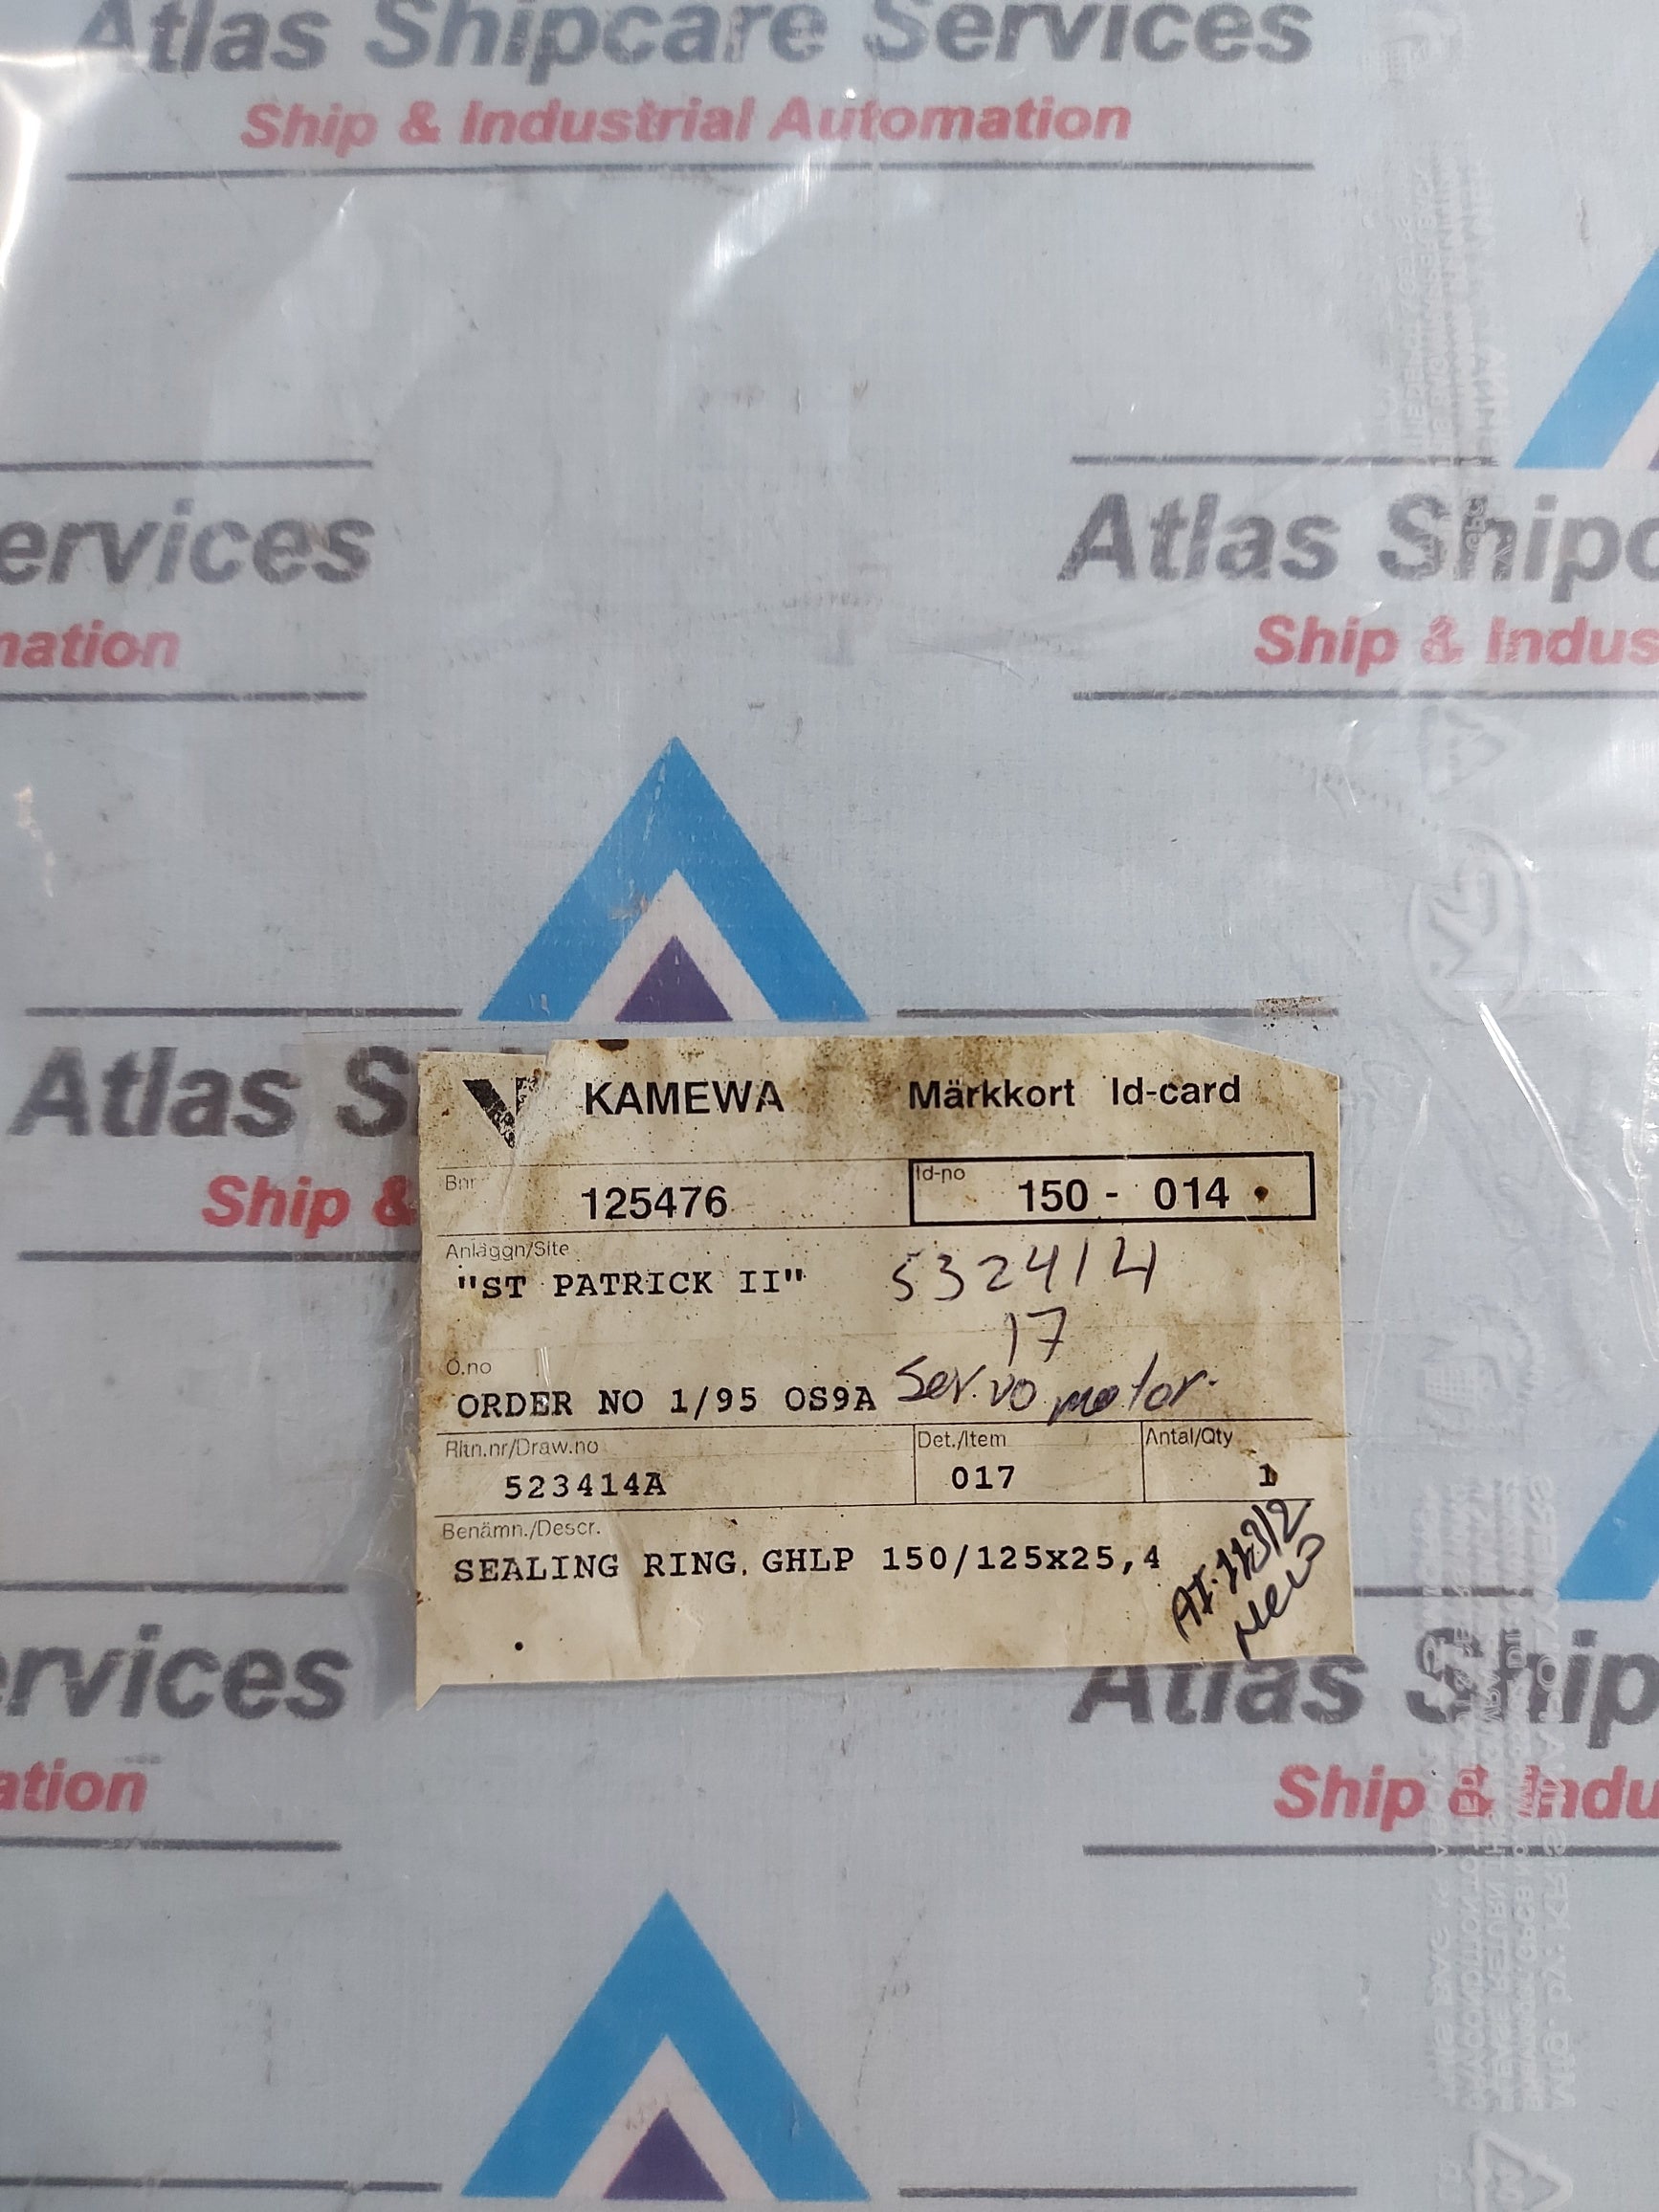 Atlas Shipcare Services
Ship & Industrial Automation
ervices
Atlas Shipc
nation
Ship & Indus
Atlas S
Ship &
KAMEWA Märkkort Id-card
Bnr 125476 Id-no 150 - 014
Anläggn/Site
"ST PATRICK II" 532414
17
Ö.no
ORDER NO 1/95 OS9A Servo motor
Ritn.nr/Draw.no Det./Item Antal/Qty
523414A 017 1
Benämn./Descr.
SEALING RING. GHLP 150/125x25,4
new
ervices
Atlas Ship
ation
Ship & Indu